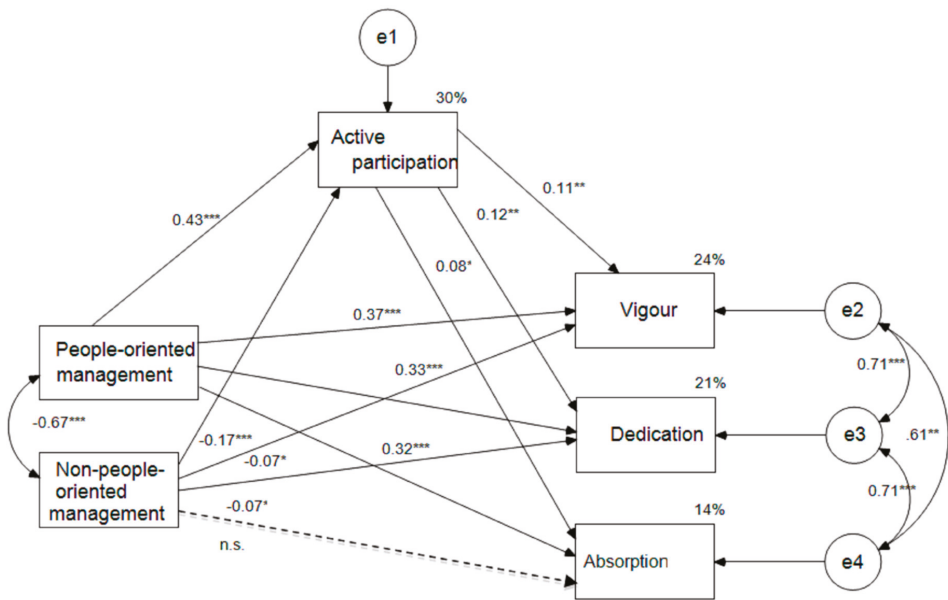 e1
30%
Active
participation
0.11**
0.12**
0.43***
0.08*
24%
Vigour
e2
0.37***
People-oriented
management
0.33***
0.71***
21%
-0.67***
Dedication
e3
.61**
-0.17***
0.32***
-0.07*
Non-people-
oriented
management
0.71***
-0.07*
14%
n.s.
Absorption
e4